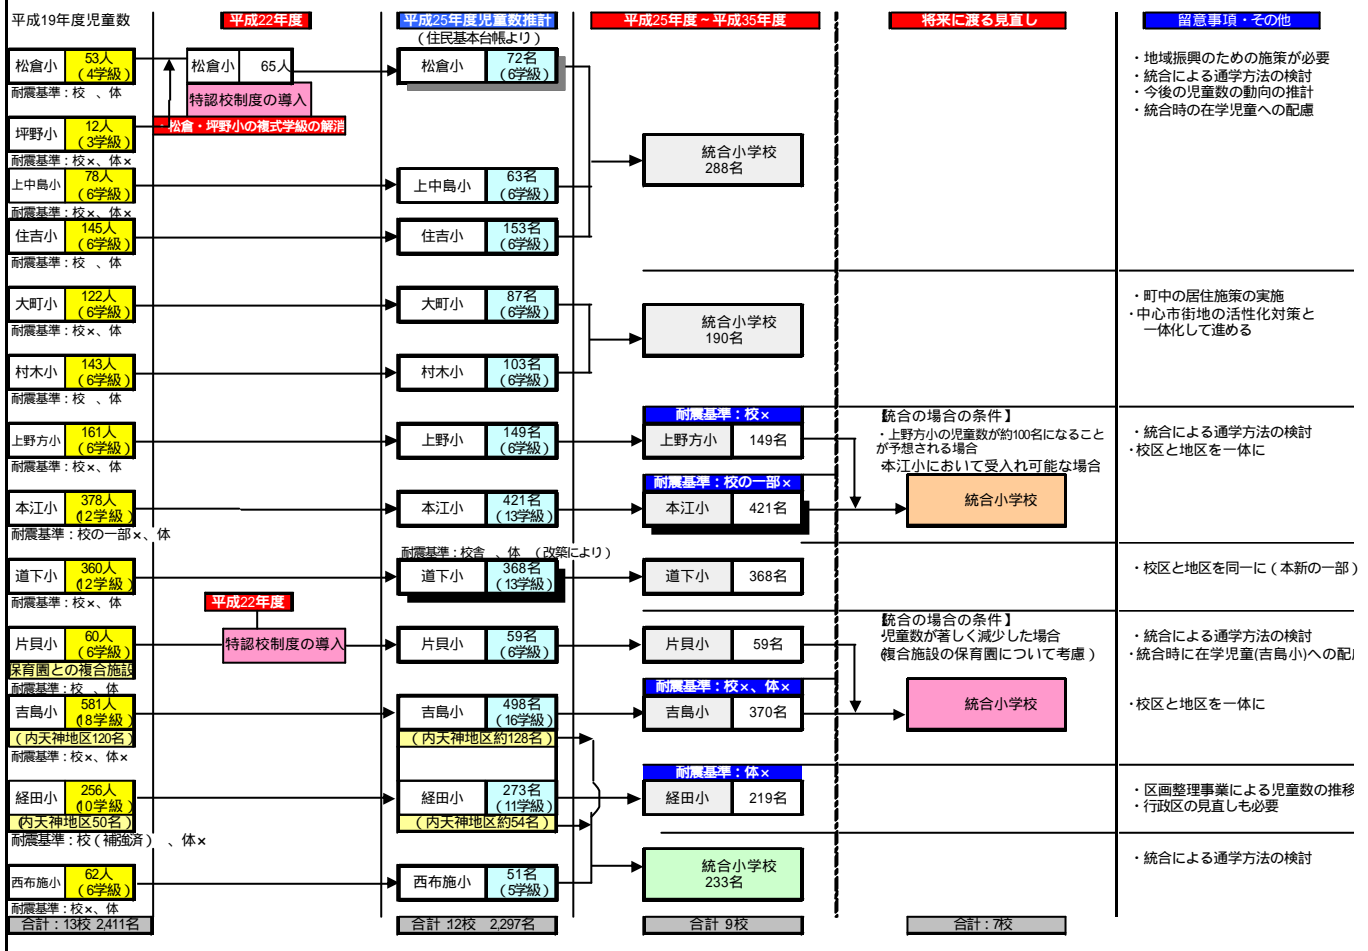 平成19年度児童数
平成22年度
平成25年度児童数推計
(住民基本台帳より)
平成25年度~平成35年度
将来に渡る見直し
留意事項・その他
松倉小 53人
(4学級)
耐震基準:校 、体
松倉小 65人
特認校制度の導入
・松倉・坪野小の複式学級の解消
松倉小 72名
(6学級)
坪野小 12人
(3学級)
耐震基準:校×、体×
上中島小 78人
(6学級)
耐震基準:校×、体×
上中島小 63名
(6学級)
住吉小 145人
(6学級)
耐震基準:校 、体
住吉小 153名
(6学級)
統合小学校
288名
・地域振興のための施策が必要
・統合による通学方法の検討
・今後の児童数の動向の推計
・統合時の在学児童への配慮
大町小 122人
(6学級)
耐震基準:校×、体
大町小 87名
(6学級)
村木小 143人
(6学級)
耐震基準:校 、体
村木小 103名
(6学級)
統合小学校
190名
・町中の居住施策の実施
・中心市街地の活性化対策と
一体化して進める
上野方小 161人
(6学級)
耐震基準:校×、体
上野小 149名
(6学級)
耐震基準:校×
上野方小 149名
【統合の場合の条件】
・上野方小の児童数が約100名になること
が予想される場合
・本江小において受入れ可能な場合
・統合による通学方法の検討
・校区と地区を一体に
本江小 378人
(12学級)
耐震基準:校の一部×、体
本江小 421名
(13学級)
耐震基準:校の一部×
本江小 421名
統合小学校
道下小 360人
(12学級)
耐震基準:校×、体
耐震基準:校舎 、体 (改築により)
道下小 368名
(13学級)
道下小 368名
・校区と地区を同一に(本新の一部)
片貝小 60人
(6学級)
保育園との複合施設
耐震基準:校 、体
平成22年度
特認校制度の導入
片貝小 59名
(6学級)
片貝小 59名
【統合の場合の条件】
児童数が著しく減少した場合
(複合施設の保育園について考慮)
・統合による通学方法の検討
・統合時に在学児童(吉島小)への配
吉島小 581人
(18学級)
(内天神地区120名)
耐震基準:校×、体×
吉島小 498名
(16学級)
(内天神地区約128名)
耐震基準:校×、体×
吉島小 370名
統合小学校
・校区と地区を一体に
経田小 256人
(10学級)
(内天神地区50名)
耐震基準:校(補強済) 、体×
経田小 273名
(11学級)
(内天神地区約54名)
耐震基準:体×
経田小 219名
・区画整理事業による児童数の推移
・行政区の見直しも必要
西布施小 62人
(6学級)
耐震基準:校×、体
西布施小 51名
(5学級)
統合小学校
233名
・統合による通学方法の検討
合計:13校 2,411名
合計:12校 2,297名
合計 9校
合計:7校